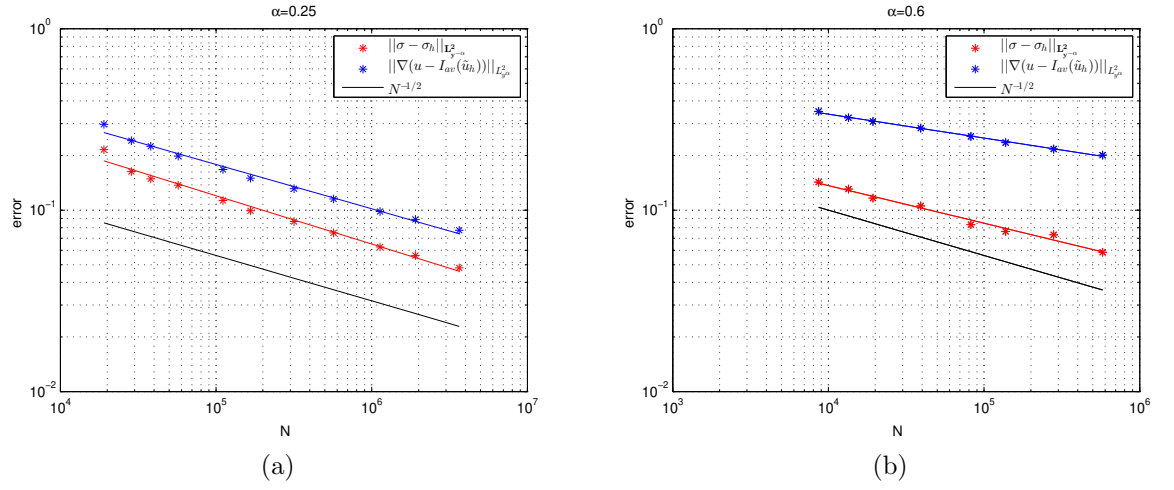 α=0.25
10^0
10^{-1}
10^{-2}
error
||σ − σ_h||_{L^2_{y^{-α}}}
||∇(u − I_{av}(ũ_h))||_{L^2_{y^α}}
N^{-1/2}
10^4 10^5 10^6 10^7
N
(a)
α=0.6
10^0
10^{-1}
10^{-2}
error
||σ − σ_h||_{L^2_{y^{-α}}}
||∇(u − I_{av}(ũ_h))||_{L^2_{y^α}}
N^{-1/2}
10^3 10^4 10^5 10^6
N
(b)